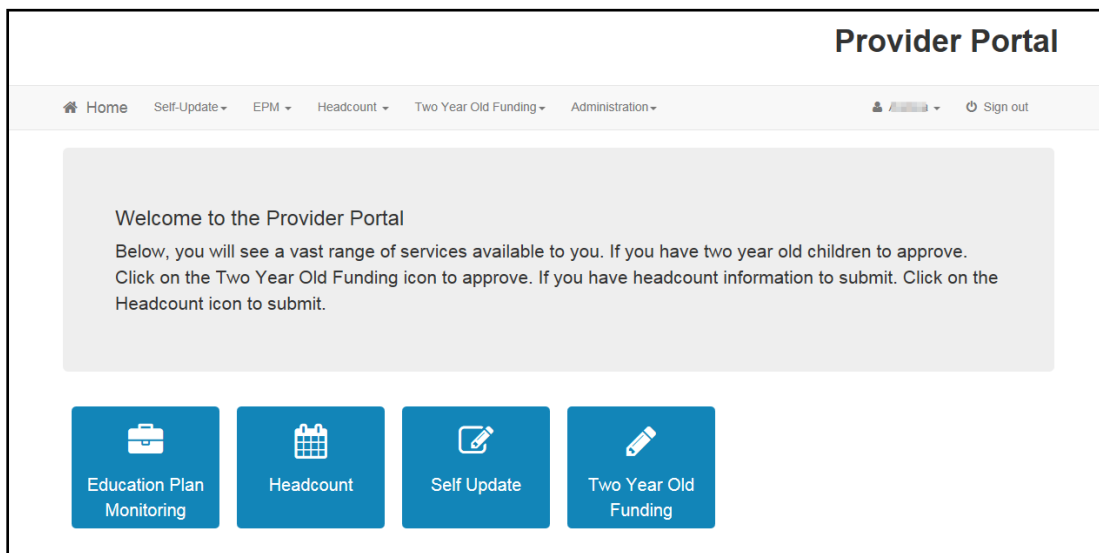 Provider Portal
Home Self-Update EPM Headcount Two Year Old Funding Administration Sign out
Welcome to the Provider Portal
Below, you will see a vast range of services available to you. If you have two year old children to approve.
Click on the Two Year Old Funding icon to approve. If you have headcount information to submit. Click on the
Headcount icon to submit.
Education Plan
Monitoring
Headcount
Self Update
Two Year Old
Funding